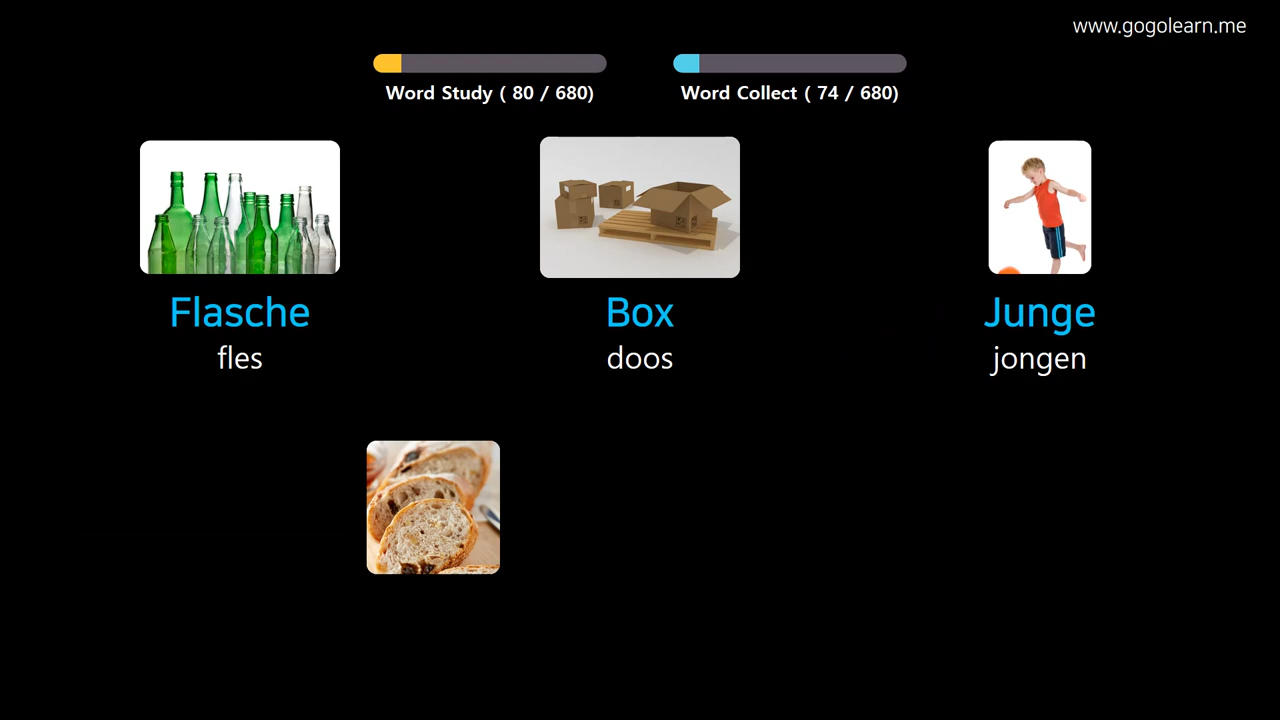 www.gogolearn.me
Word Study ( 80 / 680)
Word Collect ( 74 / 680)
Flasche
fles
Box
doos
Junge
jongen